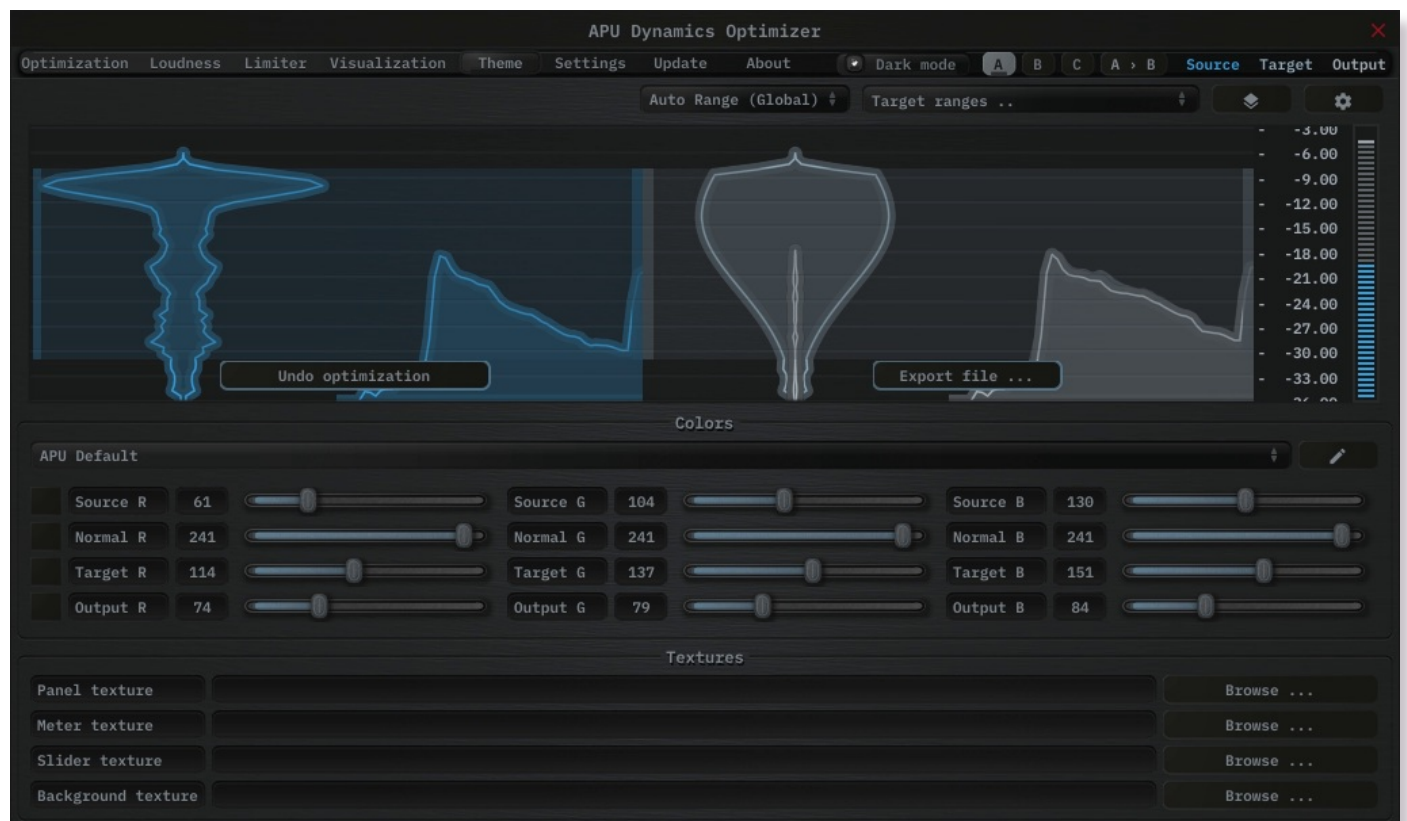 APU Dynamics Optimizer
Optimization Loudness Limiter Visualization Theme Settings Update About Dark mode A B C A › B Source Target Output
Auto Range (Global) Target ranges ..
- -3.00
- -6.00
- -9.00
- -12.00
- -15.00
- -18.00
- -21.00
- -24.00
- -27.00
- -30.00
- -33.00
Undo optimization Export file ...
Colors
APU Default
Source R 61 Source G 104 Source B 130
Normal R 241 Normal G 241 Normal B 241
Target R 114 Target G 137 Target B 151
Output R 74 Output G 79 Output B 84
Textures
Panel texture Browse ...
Meter texture Browse ...
Slider texture Browse ...
Background texture Browse ...